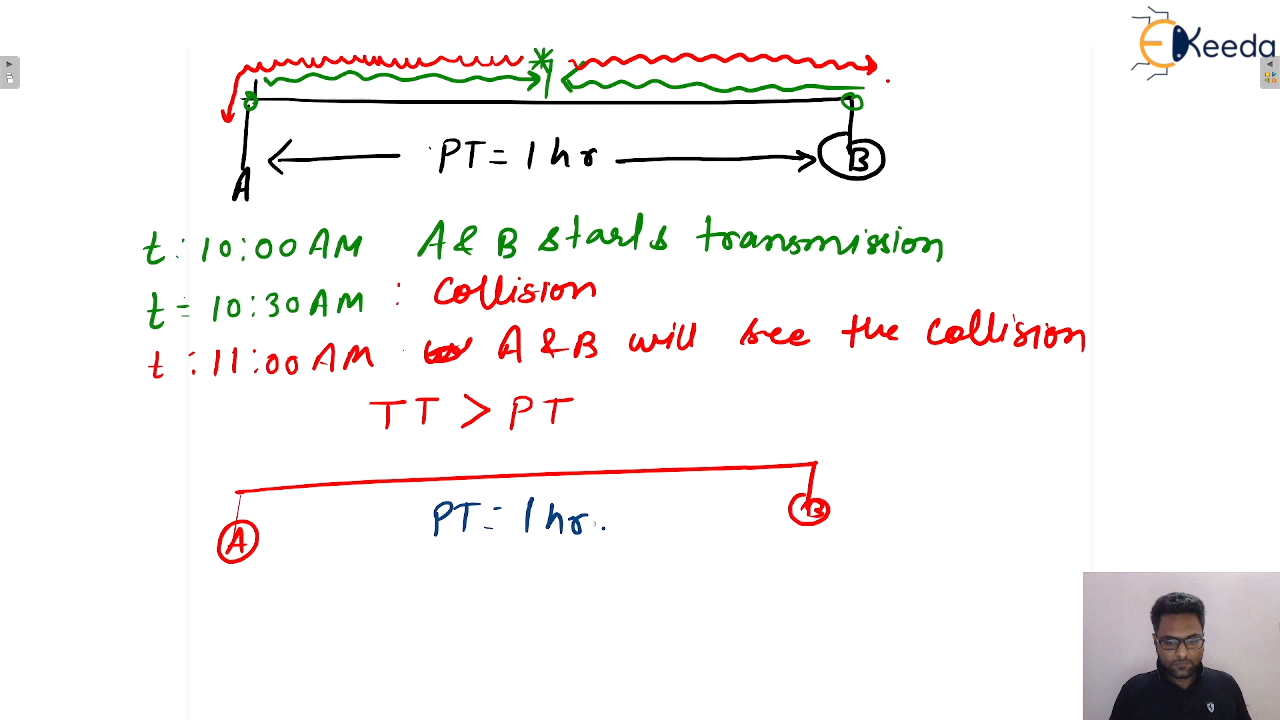 EKeeda
PT = 1 hr
A
B
t : 10:00 AM A & B starts transmission
t = 10:30 AM : Collision
t : 11:00 AM A & B will see the collision
TT > PT
A
PT = 1 hr.
B